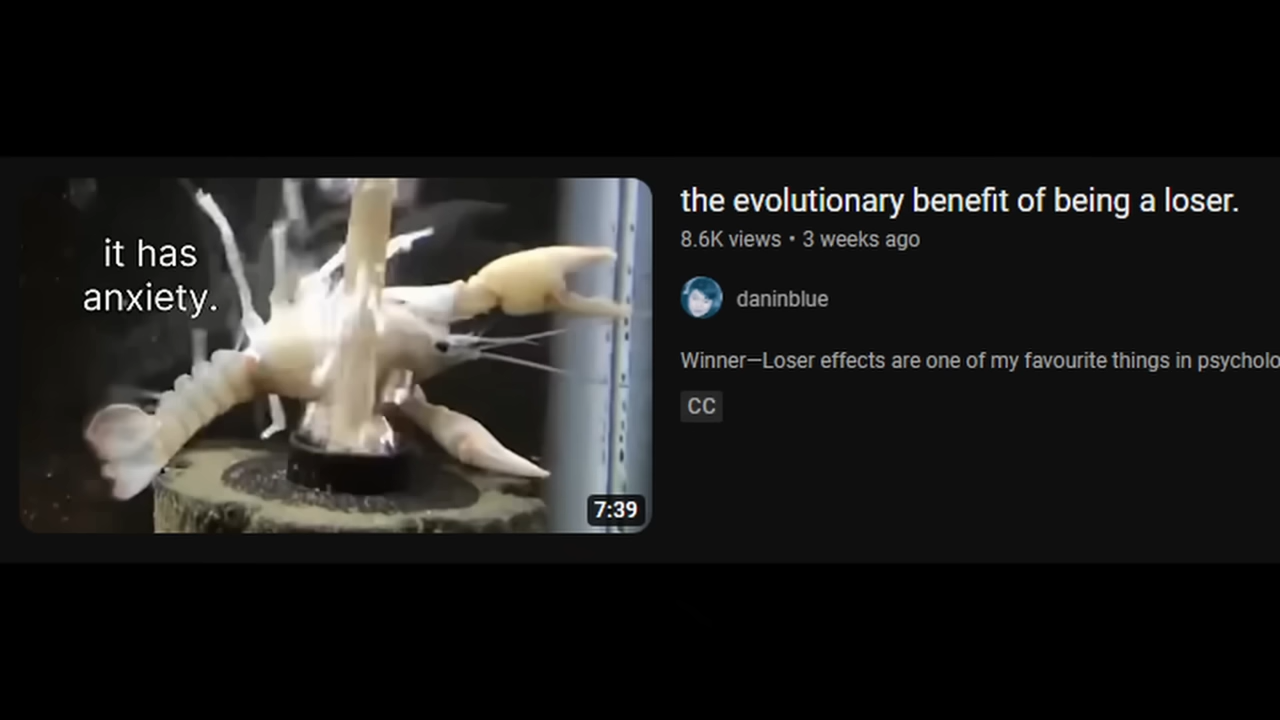 it has
anxiety.
7:39
the evolutionary benefit of being a loser.
8.6K views • 3 weeks ago
daninblue
Winner—Loser effects are one of my favourite things in psycholo
CC